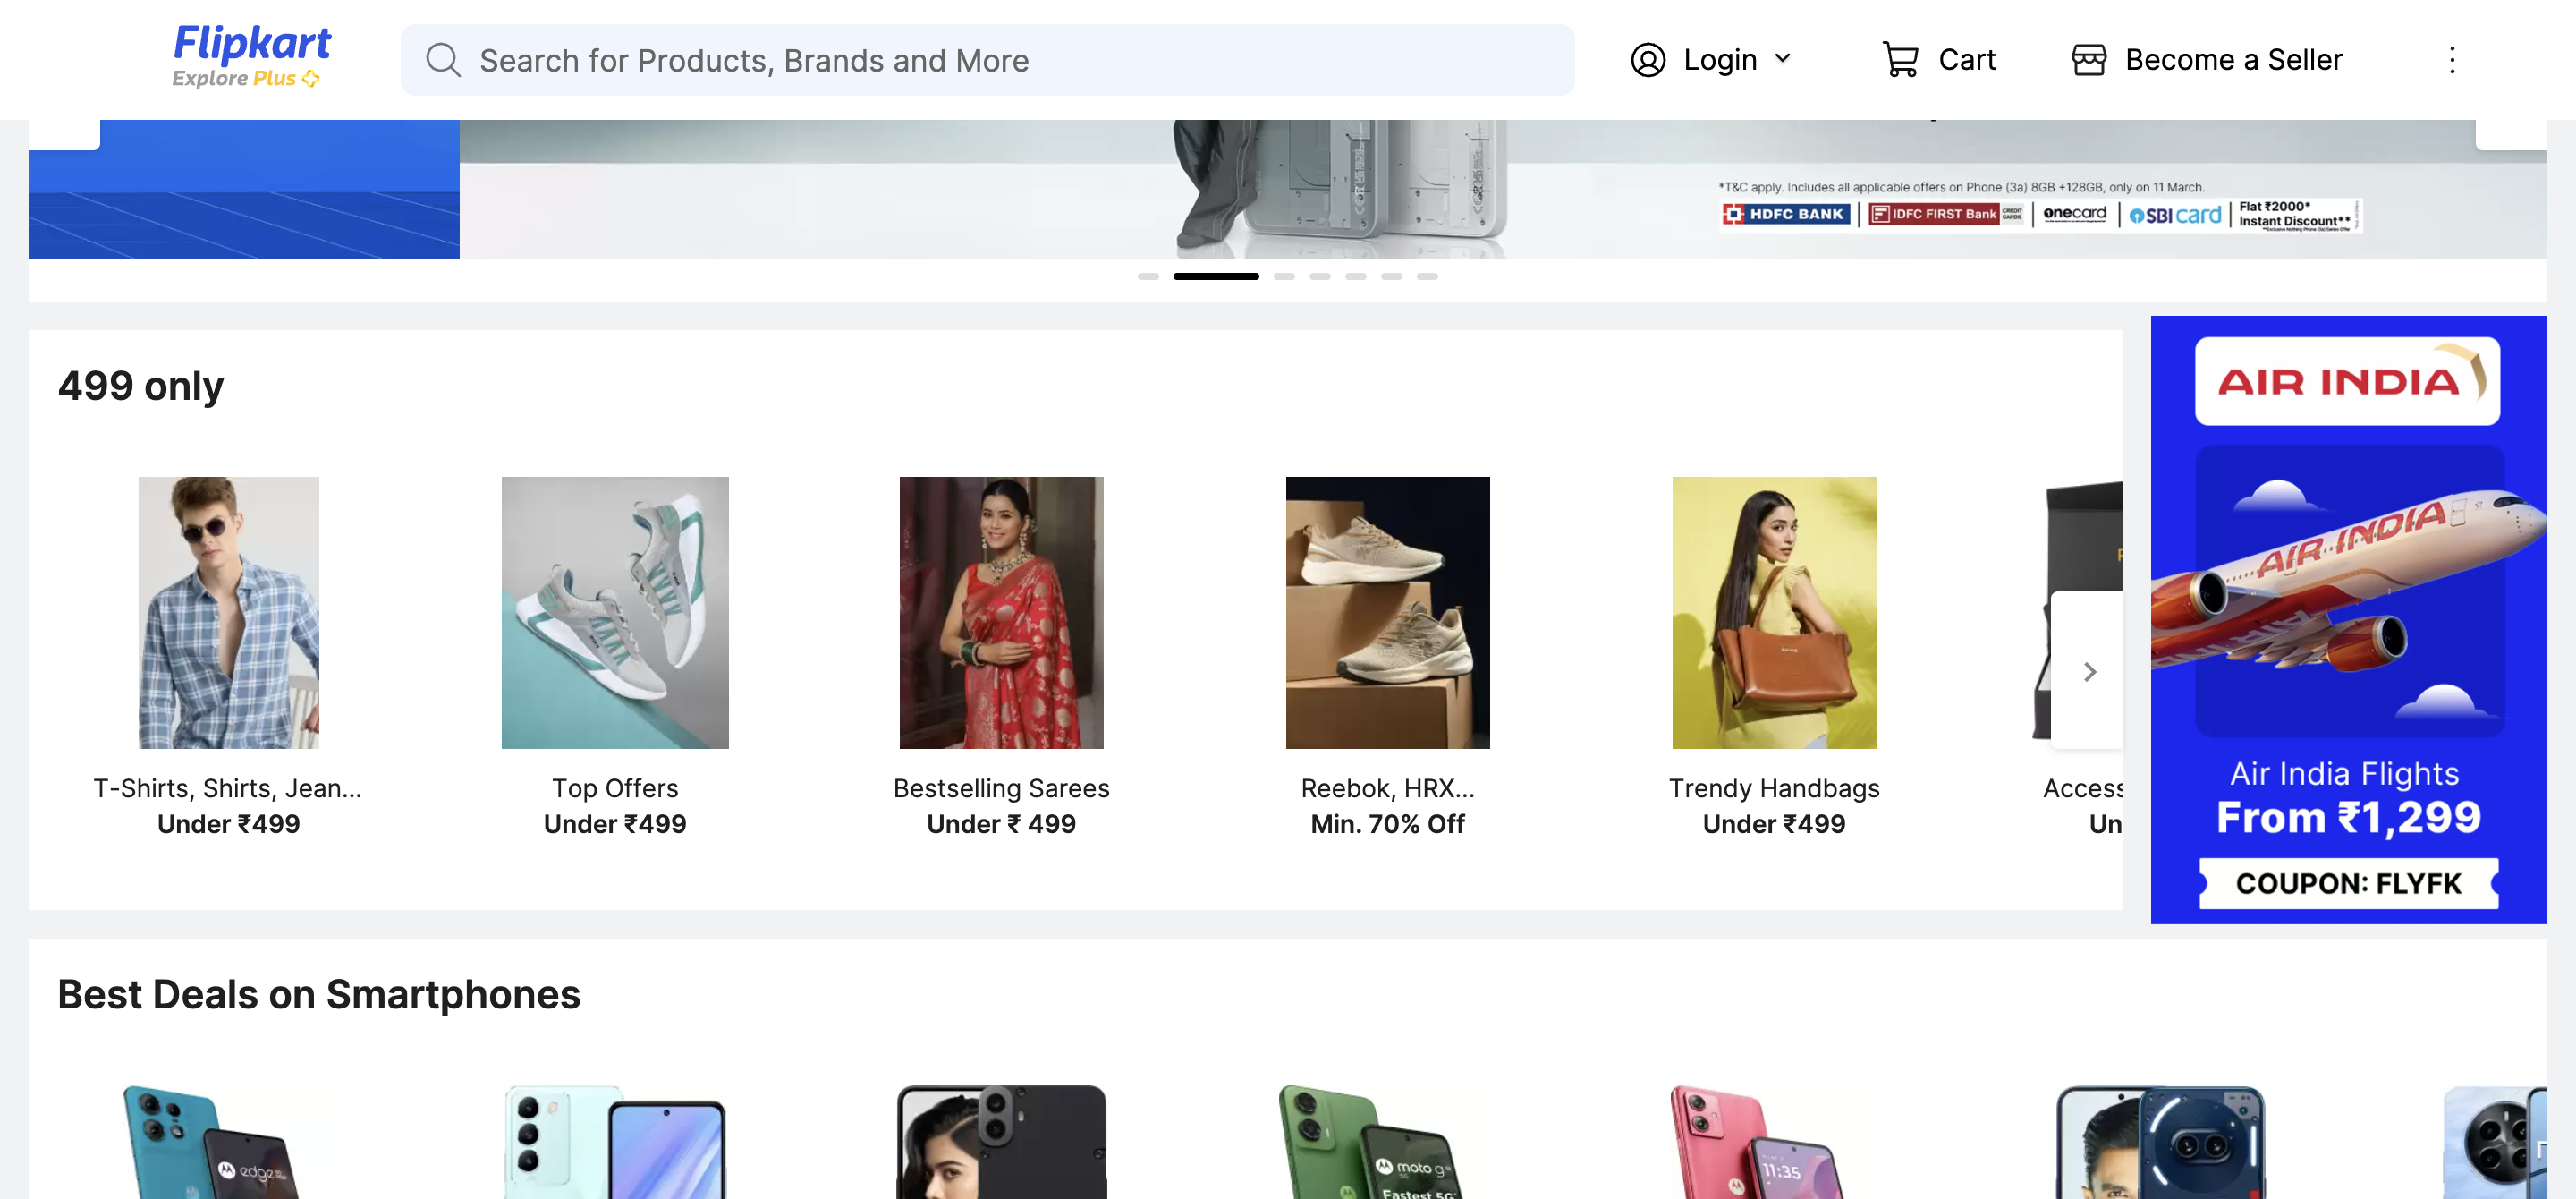 Flipkart
Explore Plus
Search for Products, Brands and More
Login
Cart
Become a Seller
*T&C apply. Includes all applicable offers on Phone (3a) 8GB +128GB, only on 11 March.
HDFC BANK
IDFC FIRST Bank
CREDIT CARDS
onecard
SBI card
Flat ₹2000*
Instant Discount**
499 only
T-Shirts, Shirts, Jean...
Under ₹499
Top Offers
Under ₹499
Bestselling Sarees
Under ₹ 499
Reebok, HRX...
Min. 70% Off
Trendy Handbags
Under ₹499
Access
Un
AIR INDIA
AIR INDIA
Air India Flights
From ₹1,299
COUPON: FLYFK
Best Deals on Smartphones
edge
moto g
Fastest 5G
11:35